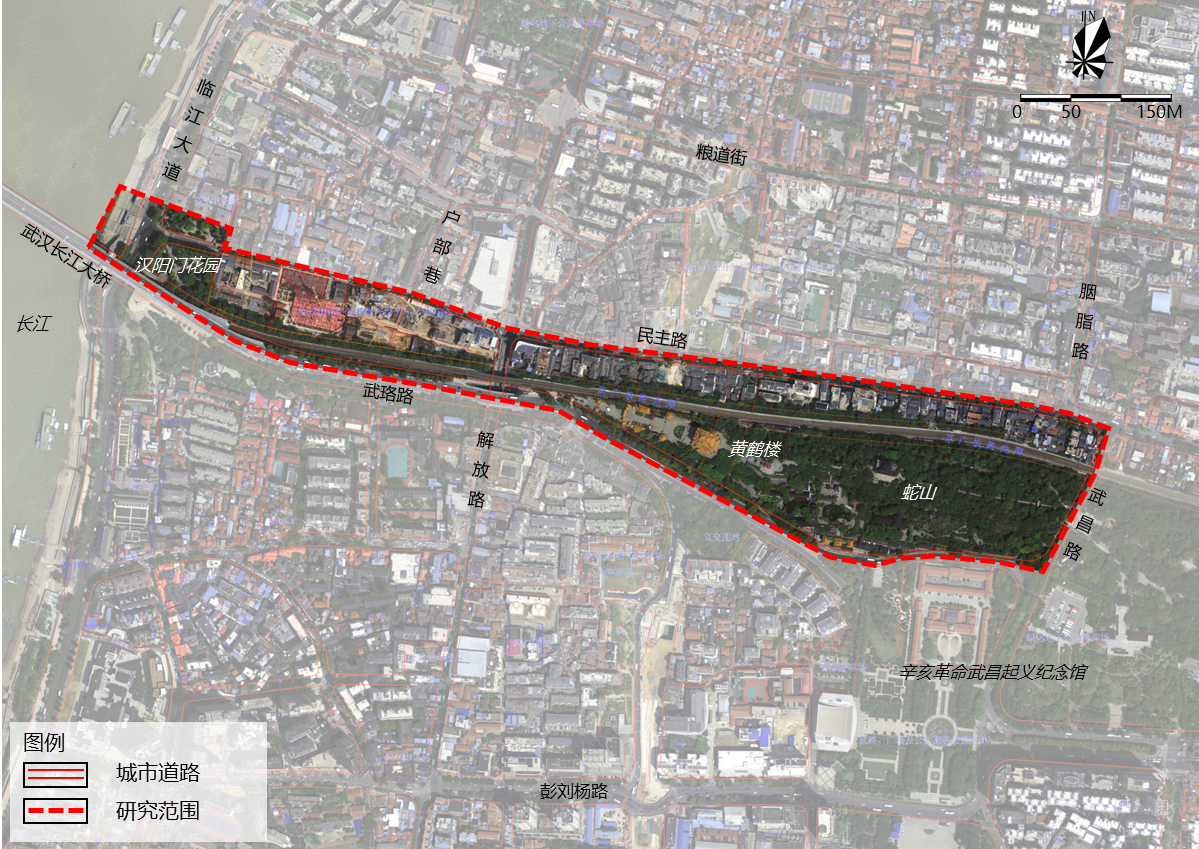 N
0 50 150M
临江大道
粮道街
户部巷
武汉长江大桥
汉阳门花园
长江
胭脂路
民主路
武珞路
解放路
黄鹤楼
蛇山
武昌路
辛亥革命武昌起义纪念馆
彭刘杨路
图例
城市道路
研究范围